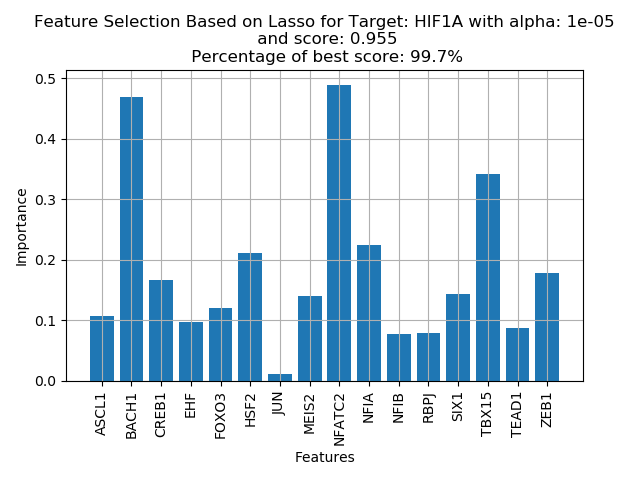 Feature Selection Based on Lasso for Target: HIF1A with alpha: 1e-05
and score: 0.955
Percentage of best score: 99.7%
0.5
0.4
0.3
0.2
0.1
0.0
Importance
ASCL1
BACH1
CREB1
EHF
FOXO3
HSF2
JUN
MEIS2
NFATC2
NFIA
NFIB
RBPJ
SIX1
TBX15
TEAD1
ZEB1
Features